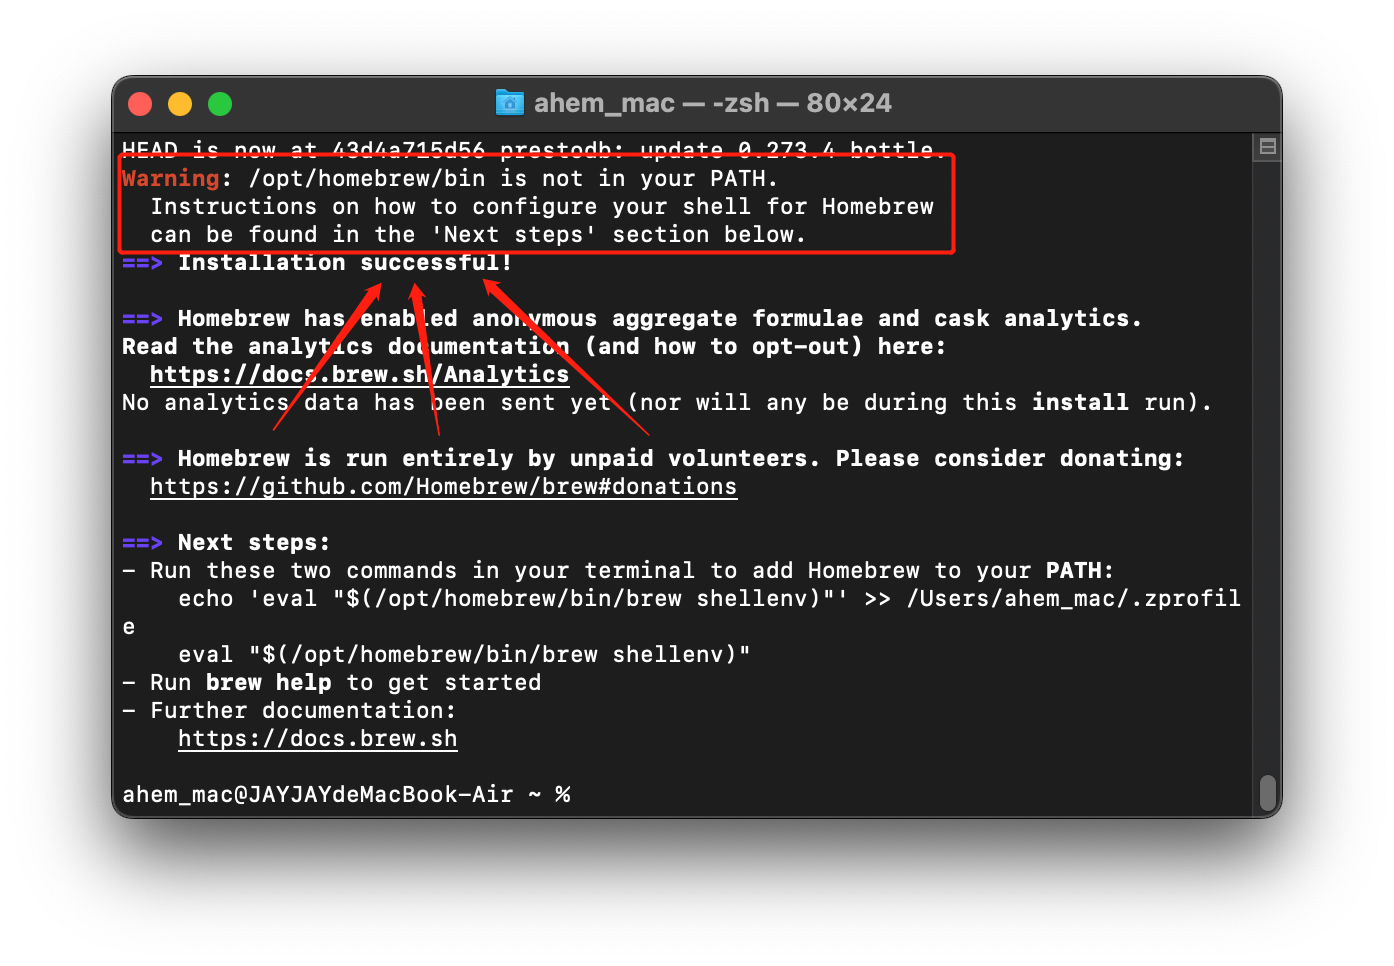 ahem_mac — -zsh — 80×24
HEAD is now at 43d4a715d56 prestodb: update 0.273.4 bottle.
Warning: /opt/homebrew/bin is not in your PATH.
  Instructions on how to configure your shell for Homebrew
  can be found in the 'Next steps' section below.
==> Installation successful!
==> Homebrew has enabled anonymous aggregate formulae and cask analytics.
Read the analytics documentation (and how to opt-out) here:
  https://docs.brew.sh/Analytics
No analytics data has been sent yet (nor will any be during this install run).
==> Homebrew is run entirely by unpaid volunteers. Please consider donating:
  https://github.com/Homebrew/brew#donations
==> Next steps:
- Run these two commands in your terminal to add Homebrew to your PATH:
    echo 'eval "$(/opt/homebrew/bin/brew shellenv)"' >> /Users/ahem_mac/.zprofil
e
    eval "$(/opt/homebrew/bin/brew shellenv)"
- Run brew help to get started
- Further documentation:
    https://docs.brew.sh
ahem_mac@JAYJAYdeMacBook-Air ~ %